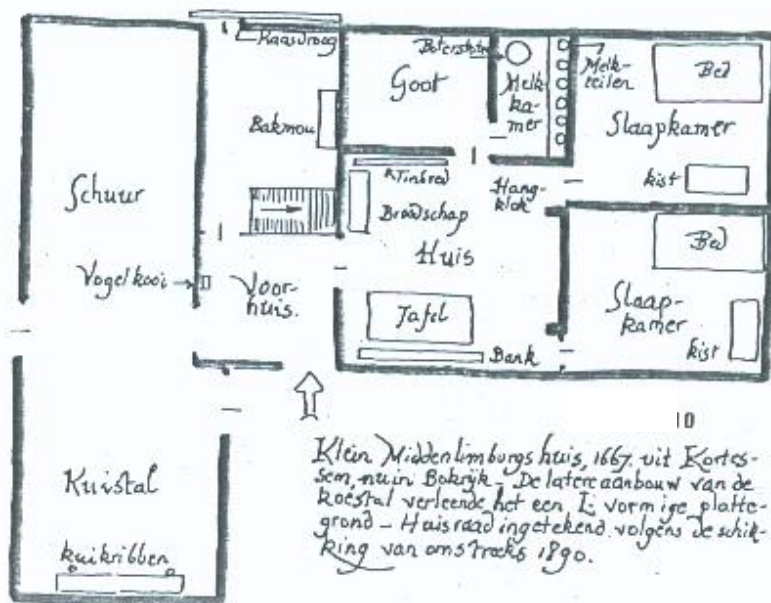 Kaasdroog
Boterstande
Melk-
teilen
Bed
Goot
Melk-
ka-
mer
Slaapkamer
Bakmou
kist
Schuur
Tinbred
Hang-
klok
Broodschap
Bed
Huis
Vogelkooi
Voor-
huis.
Slaap-
kamer
Tafel
Bank
kist
10
Kuistal
kuikribben
Klein Middenlimburgs huis, 1667. uit Kortes-
sem, nu in Bokrijk - De latere aanbouw van de
koestal verleende het een L vormige platte-
grond - Huisraad ingetekend volgens de schik-
king van omstreeks 1890.